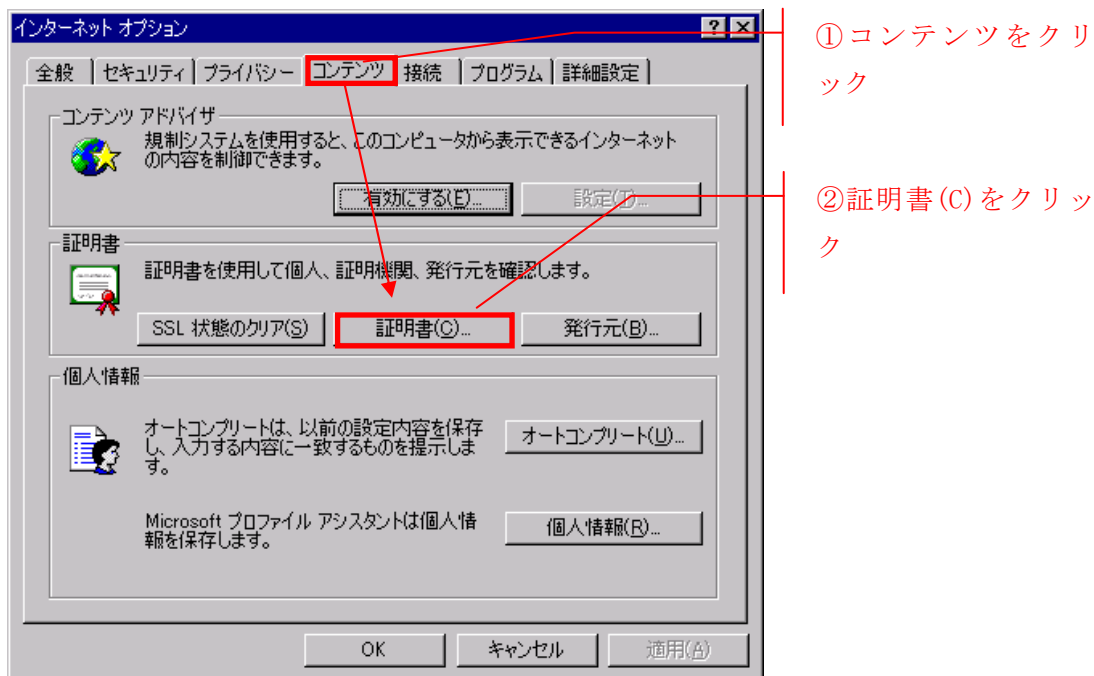 インターネット オプション
全般 セキュリティ プライバシー コンテンツ 接続 プログラム 詳細設定
コンテンツ アドバイザ
規制システムを使用すると、このコンピュータから表示できるインターネット
の内容を制御できます。
有効にする(E)... 設定(T)...
証明書
証明書を使用して個人、証明機関、発行元を確認します。
SSL 状態のクリア(S) 証明書(C)... 発行元(B)...
個人情報
オートコンプリートは、以前の設定内容を保存
し、入力する内容に一致するものを提示しま
す。
オートコンプリート(U)...
Microsoft プロファイル アシスタントは個人情
報を保存します。
個人情報(R)...
OK キャンセル 適用(A)
①コンテンツをクリ
ック
②証明書(C)をクリッ
ク